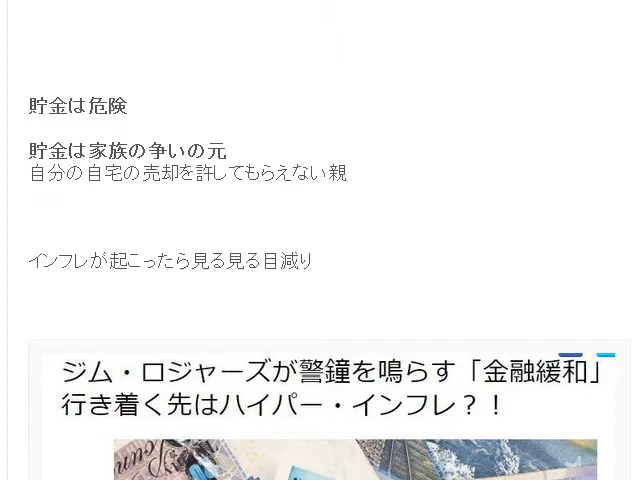 貯金は危険
貯金は家族の争いの元
自分の自宅の売却を許してもらえない親
インフレが起こったら見る見る目減り
ジム・ロジャーズが警鐘を鳴らす「金融緩和」
行き着く先はハイパー・インフレ？！